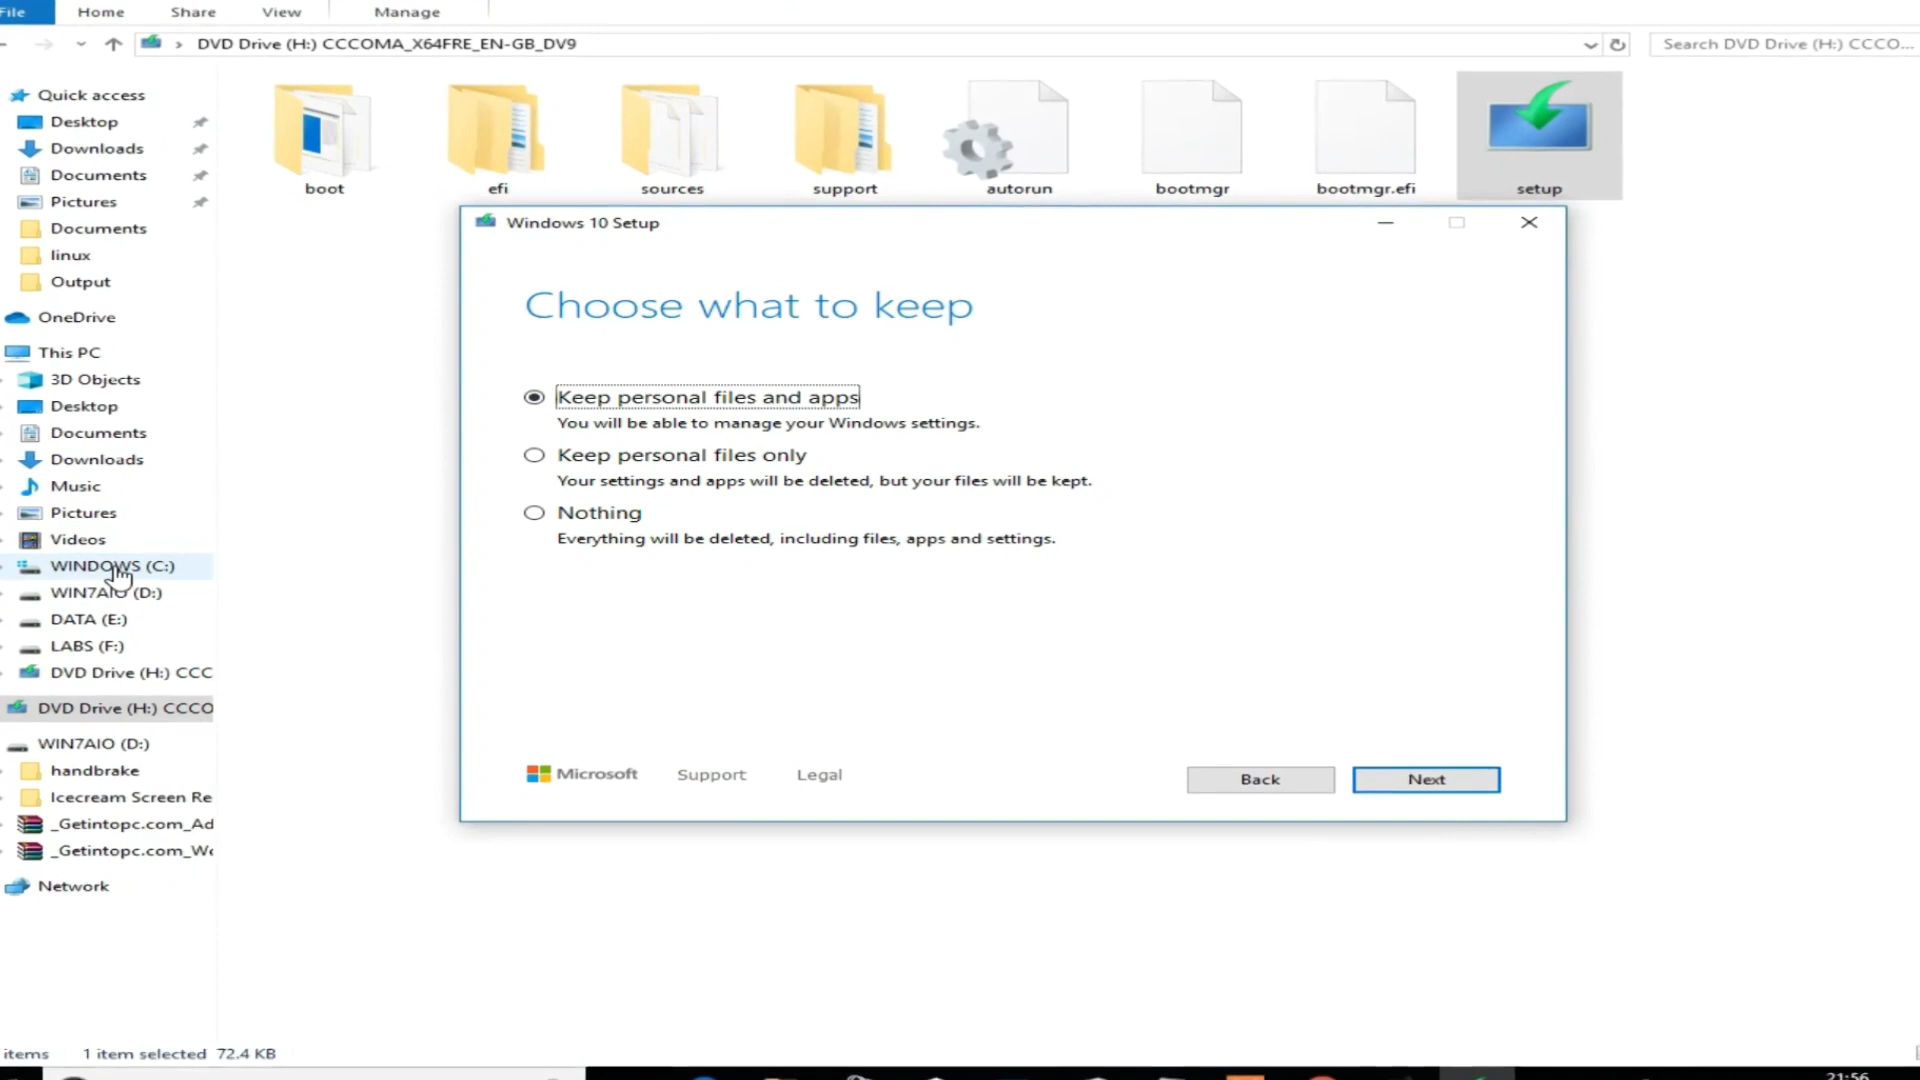 File Home Share View Manage
DVD Drive (H:) CCCOMA_X64FRE_EN-GB_DV9
Search DVD Drive (H:) CCCO...
Quick access
Desktop
Downloads
Documents
Pictures
Documents
linux
Output
OneDrive
This PC
3D Objects
Desktop
Documents
Downloads
Music
Pictures
Videos
WINDOWS (C:)
WIN7AIO (D:)
DATA (E:)
LABS (F:)
DVD Drive (H:) CCC
DVD Drive (H:) CCCO
WIN7AIO (D:)
handbrake
Icecream Screen Re
_Getintopc.com_Ad
_Getintopc.com_We
Network
boot efi sources support autorun bootmgr bootmgr.efi setup
Windows 10 Setup
Choose what to keep
Keep personal files and apps
You will be able to manage your Windows settings.
Keep personal files only
Your settings and apps will be deleted, but your files will be kept.
Nothing
Everything will be deleted, including files, apps and settings.
Microsoft Support Legal
Back Next
items 1 item selected 72.4 KB
21:56